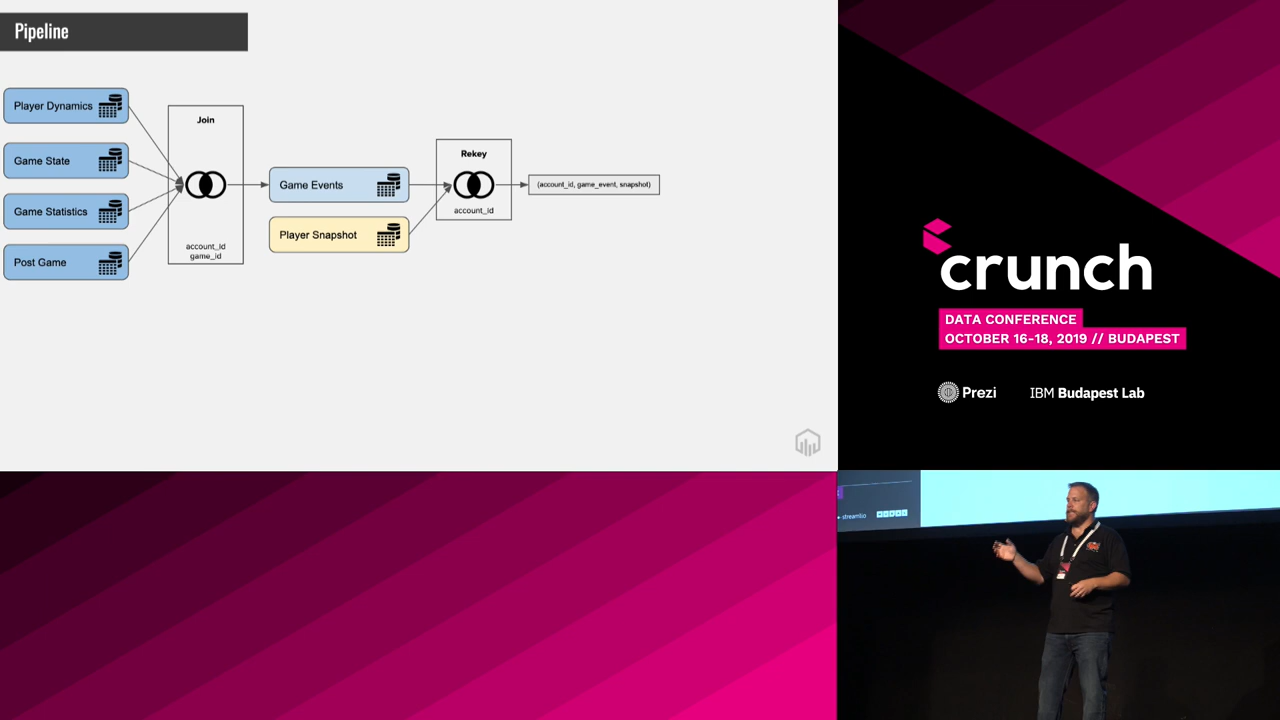 Pipeline
Player Dynamics
Game State
Game Statistics
Post Game
Join
account_id
game_id
Game Events
Player Snapshot
Rekey
account_id
(account_id, game_event, snapshot)
crunch
DATA CONFERENCE
OCTOBER 16-18, 2019 // BUDAPEST
Prezi
IBM Budapest Lab
streamlio